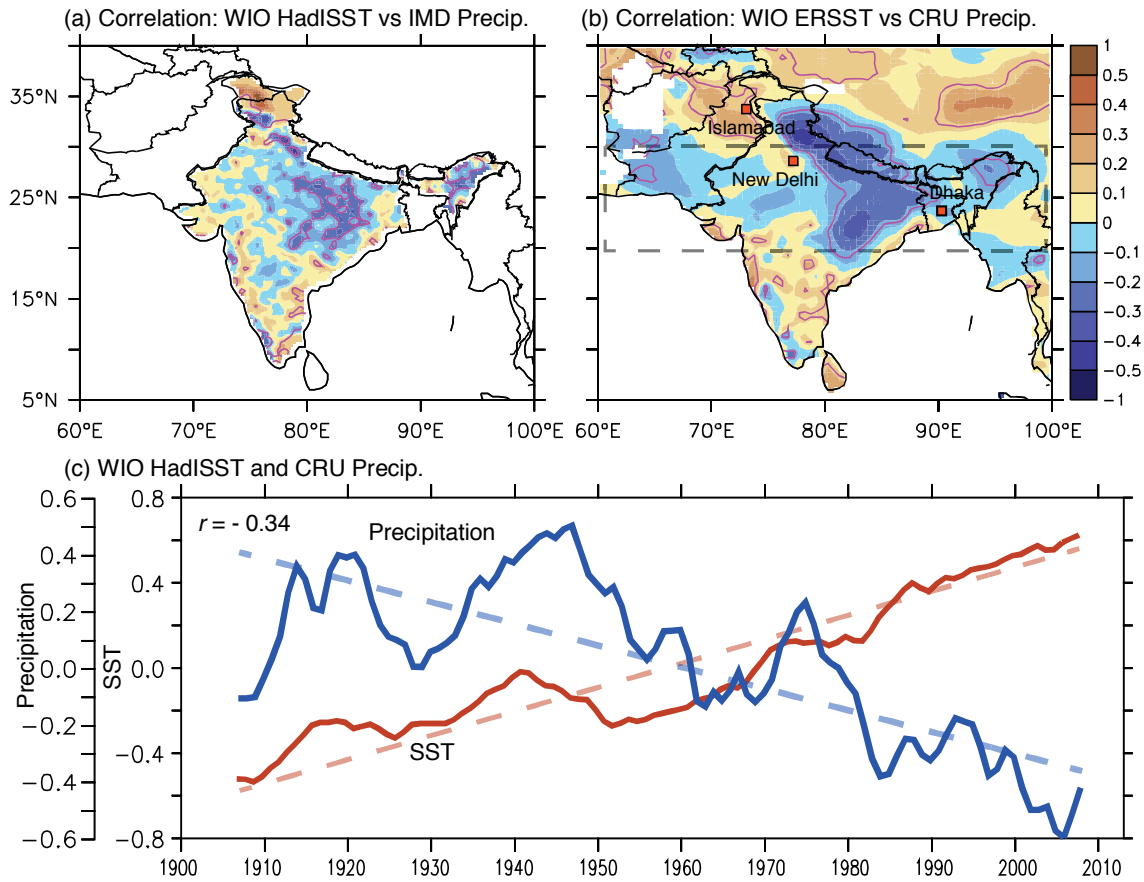 (a) Correlation: WIO HadISST vs IMD Precip.
(b) Correlation: WIO ERSST vs CRU Precip.
35°N
25°N
15°N
5°N
60°E 70°E 80°E 90°E 100°E
Islamabad
New Delhi
Dhaka
60°E 70°E 80°E 90°E 100°E
1
0.5
0.4
0.3
0.2
0.1
0
−0.1
−0.2
−0.3
−0.4
−0.5
−1
(c) WIO HadISST and CRU Precip.
r = - 0.34
Precipitation
SST
Precipitation
0.6
0.4
0.2
0.0
−0.2
−0.4
−0.6
SST
0.8
0.4
0.0
−0.4
−0.8
1900 1910 1920 1930 1940 1950 1960 1970 1980 1990 2000 2010